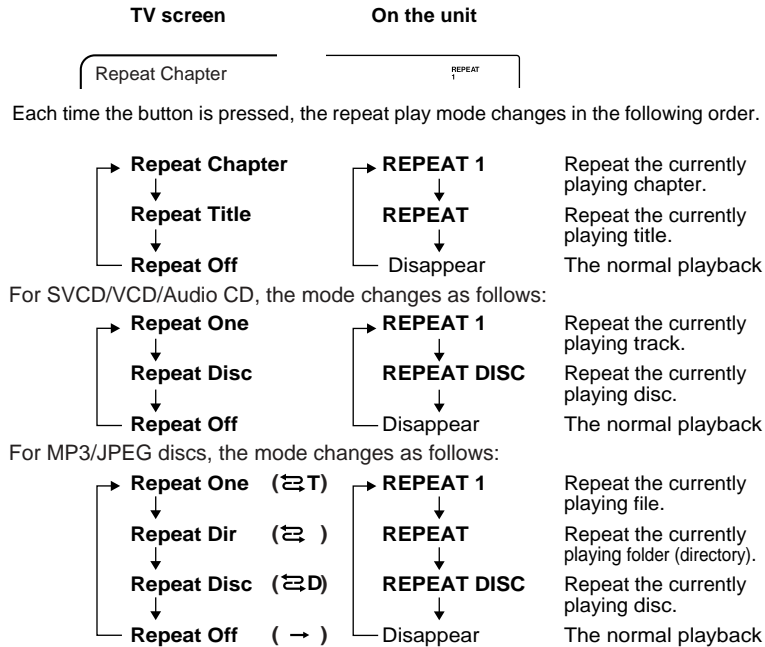 TV screen On the unit
Repeat Chapter REPEAT
1
Each time the button is pressed, the repeat play mode changes in the following order.
Repeat Chapter REPEAT 1 Repeat the currently
playing chapter.
Repeat Title REPEAT Repeat the currently
playing title.
Repeat Off Disappear The normal playback
For SVCD/VCD/Audio CD, the mode changes as follows:
Repeat One REPEAT 1 Repeat the currently
playing track.
Repeat Disc REPEAT DISC Repeat the currently
playing disc.
Repeat Off Disappear The normal playback
For MP3/JPEG discs, the mode changes as follows:
Repeat One (⮔T) REPEAT 1 Repeat the currently
playing file.
Repeat Dir (⮔ ) REPEAT Repeat the currently
playing folder (directory).
Repeat Disc (⮔D) REPEAT DISC Repeat the currently
playing disc.
Repeat Off ( → ) Disappear The normal playback